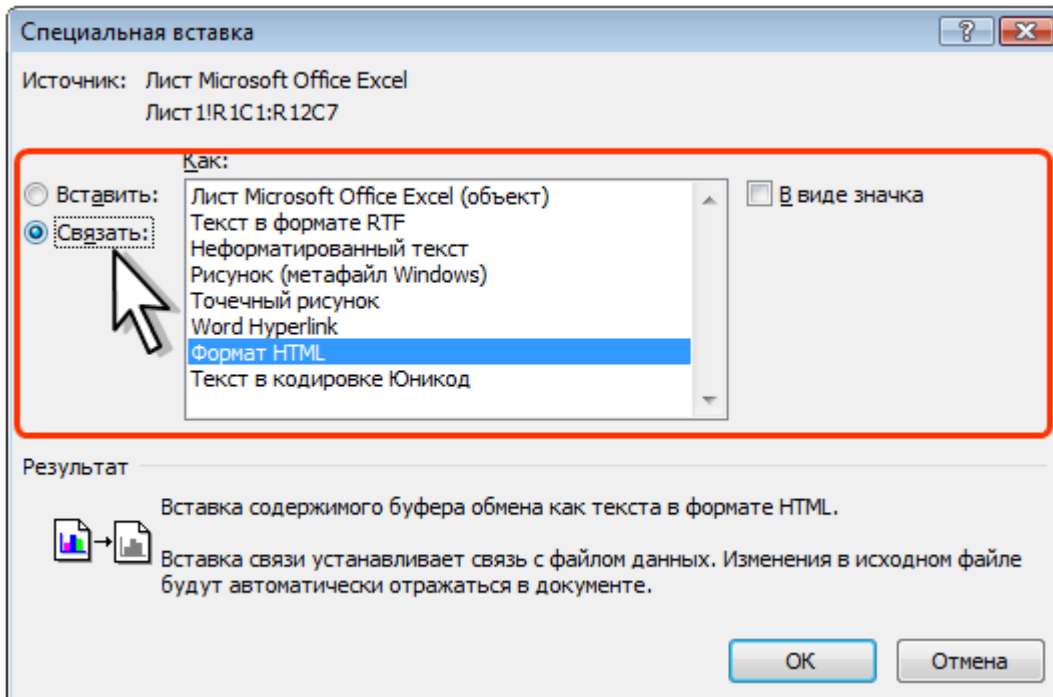 Специальная вставка
Источник: Лист Microsoft Office Excel
Лист1!R1C1:R12C7
Как:
Вставить:
Связать:
Лист Microsoft Office Excel (объект)
Текст в формате RTF
Неформатированный текст
Рисунок (метафайл Windows)
Точечный рисунок
Word Hyperlink
Формат HTML
Текст в кодировке Юникод
В виде значка
Результат
Вставка содержимого буфера обмена как текста в формате HTML.
Вставка связи устанавливает связь с файлом данных. Изменения в исходном файле
будут автоматически отражаться в документе.
ОК
Отмена